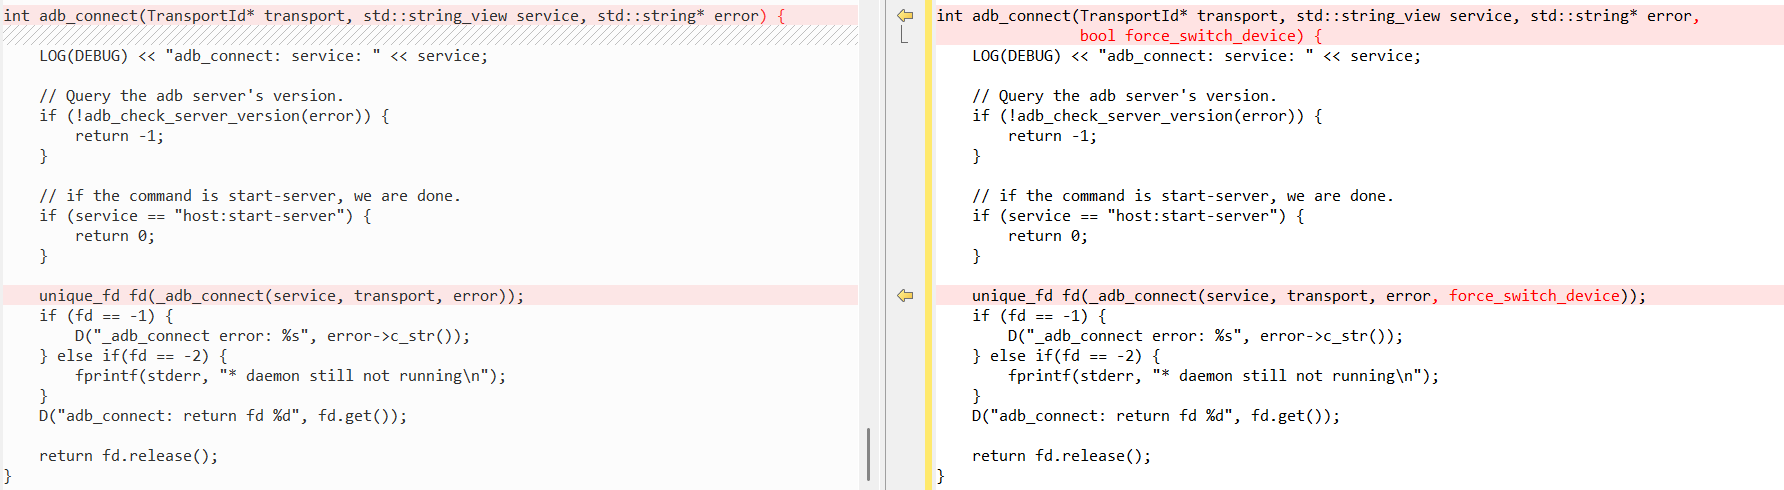 int adb_connect(TransportId* transport, std::string_view service, std::string* error) {
    LOG(DEBUG) << "adb_connect: service: " << service;

    // Query the adb server's version.
    if (!adb_check_server_version(error)) {
        return -1;
    }

    // if the command is start-server, we are done.
    if (service == "host:start-server") {
        return 0;
    }

    unique_fd fd(_adb_connect(service, transport, error));
    if (fd == -1) {
        D("_adb_connect error: %s", error->c_str());
    } else if(fd == -2) {
        fprintf(stderr, "* daemon still not running\n");
    }
    D("adb_connect: return fd %d", fd.get());

    return fd.release();
}
int adb_connect(TransportId* transport, std::string_view service, std::string* error,
                bool force_switch_device) {
    LOG(DEBUG) << "adb_connect: service: " << service;

    // Query the adb server's version.
    if (!adb_check_server_version(error)) {
        return -1;
    }

    // if the command is start-server, we are done.
    if (service == "host:start-server") {
        return 0;
    }

    unique_fd fd(_adb_connect(service, transport, error, force_switch_device));
    if (fd == -1) {
        D("_adb_connect error: %s", error->c_str());
    } else if(fd == -2) {
        fprintf(stderr, "* daemon still not running\n");
    }
    D("adb_connect: return fd %d", fd.get());

    return fd.release();
}